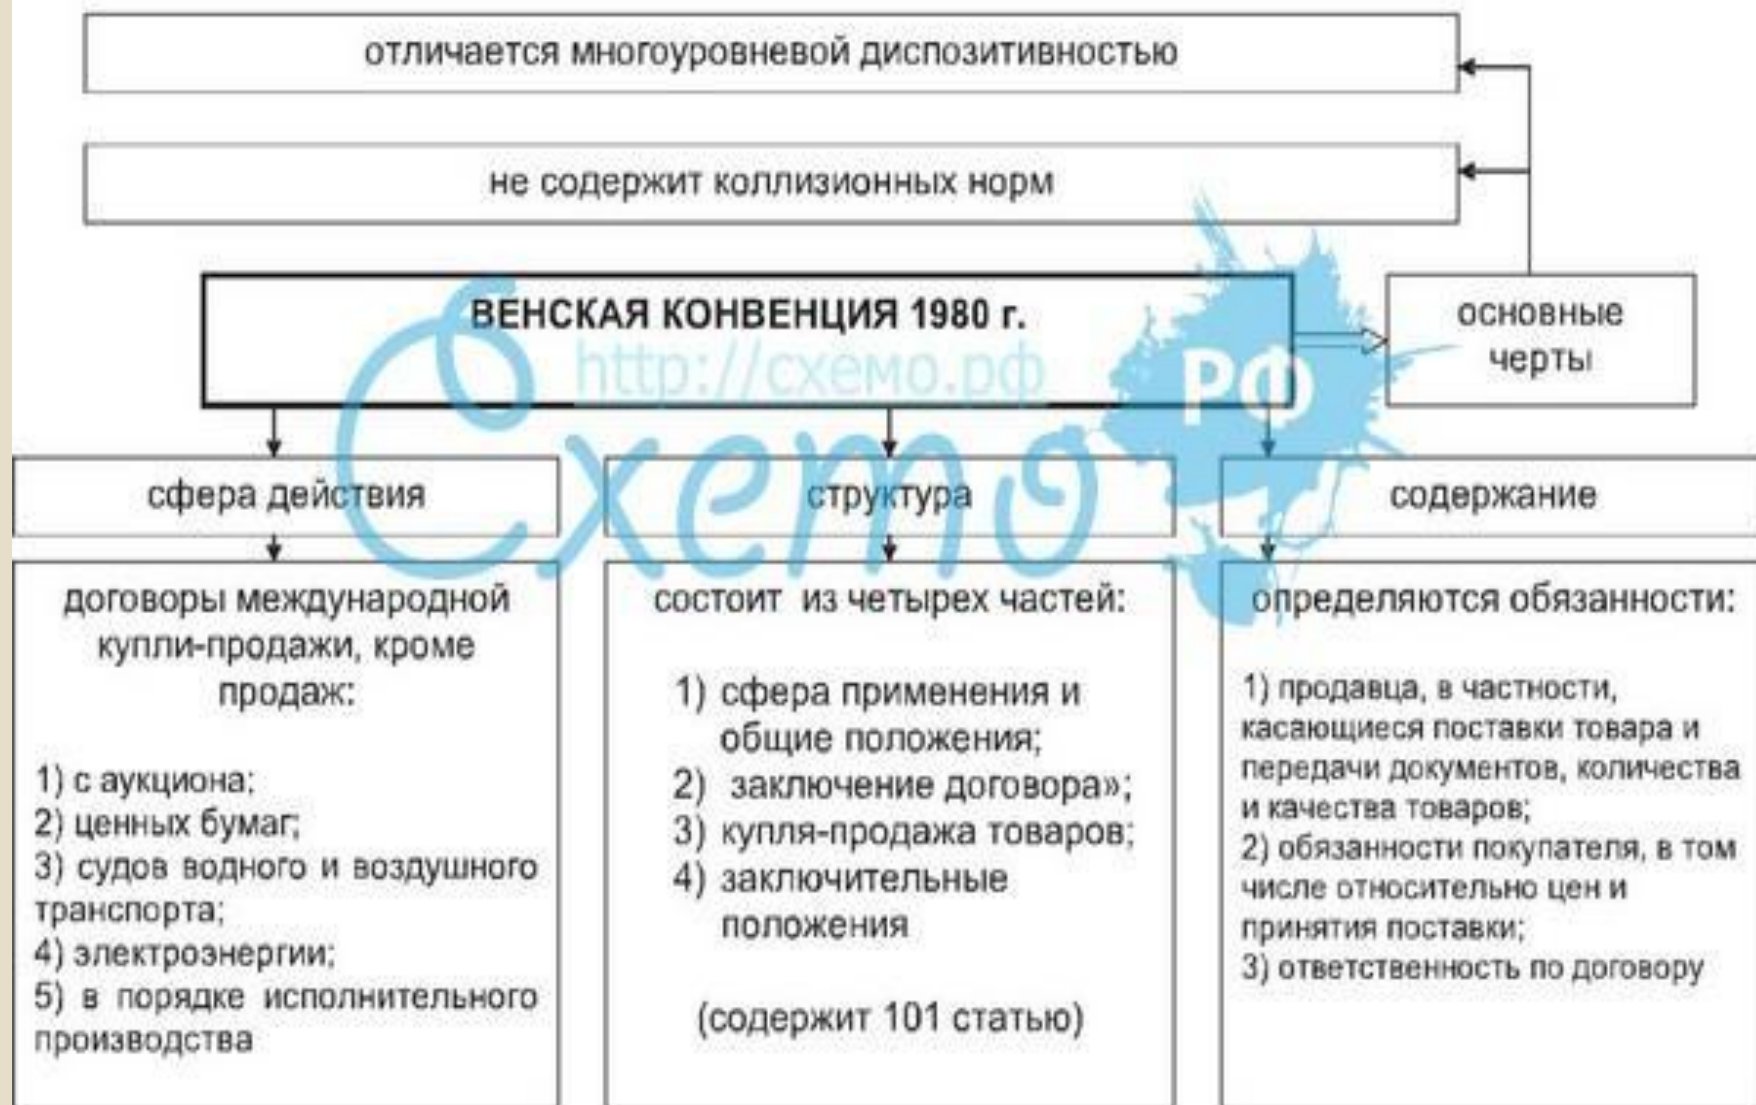 отличается многоуровневой диспозитивностью
не содержит коллизионных норм
ВЕНСКАЯ КОНВЕНЦИЯ 1980 г.
http://схемо.рф
Схемо
РФ
основные
черты
сфера действия
структура
содержание
договоры международной
купли-продажи, кроме
продаж:
1) с аукциона;
2) ценных бумаг;
3) судов водного и воздушного
транспорта;
4) электроэнергии;
5) в порядке исполнительного
производства
состоит из четырех частей:
1) сфера применения и
общие положения;
2) заключение договора»;
3) купля-продажа товаров;
4) заключительные
положения
(содержит 101 статью)
определяются обязанности:
1) продавца, в частности,
касающиеся поставки товара и
передачи документов, количества
и качества товаров;
2) обязанности покупателя, в том
числе относительно цен и
принятия поставки;
3) ответственность по договору